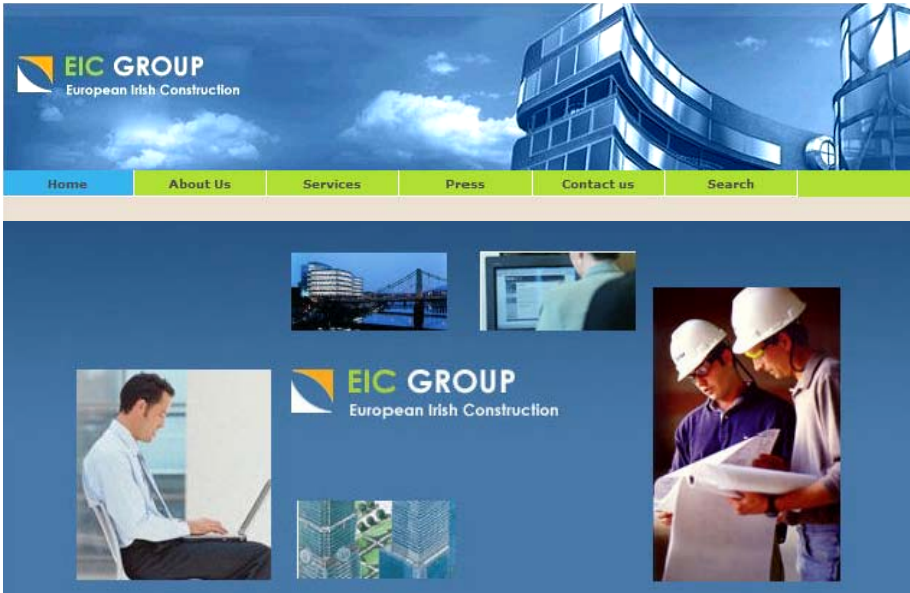 EIC GROUP
European Irish Construction
Home About Us Services Press Contact us Search
EIC GROUP
European Irish Construction